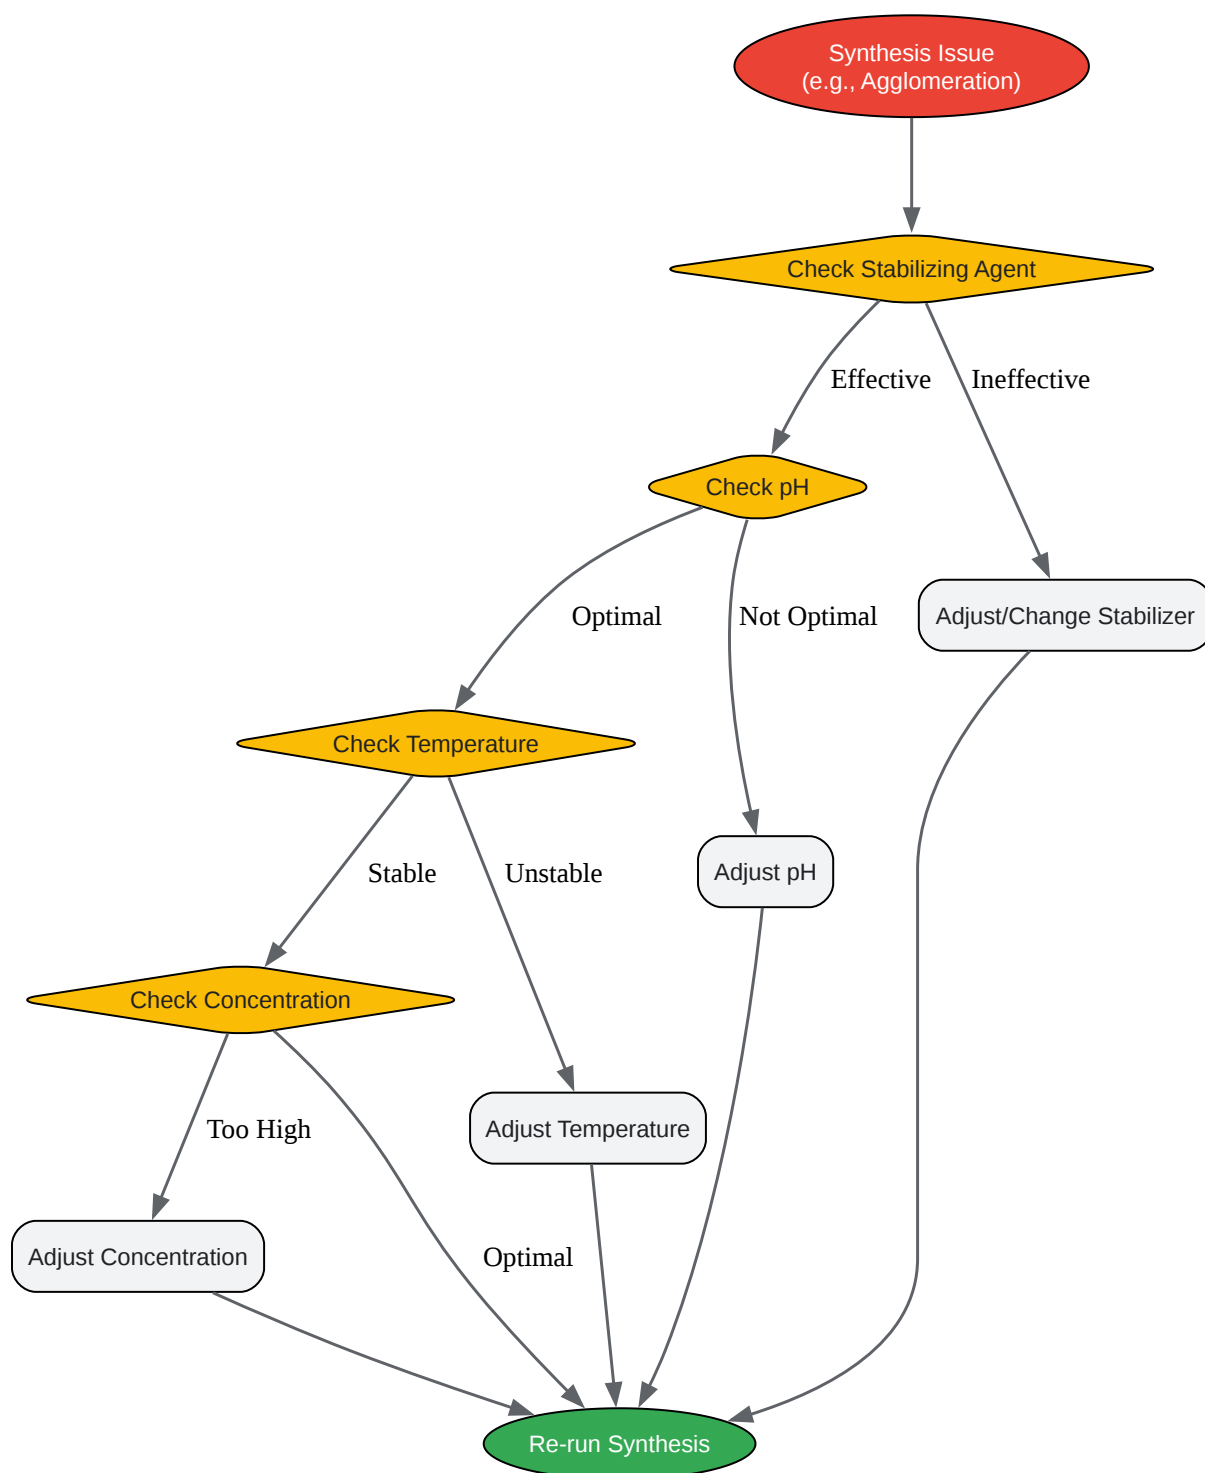 Synthesis Issue
(e.g., Agglomeration)
Check Stabilizing Agent
Effective
Ineffective
Check pH
Optimal
Not Optimal
Adjust/Change Stabilizer
Check Temperature
Stable
Unstable
Adjust pH
Check Concentration
Too High
Adjust Temperature
Adjust Concentration
Optimal
Re-run Synthesis